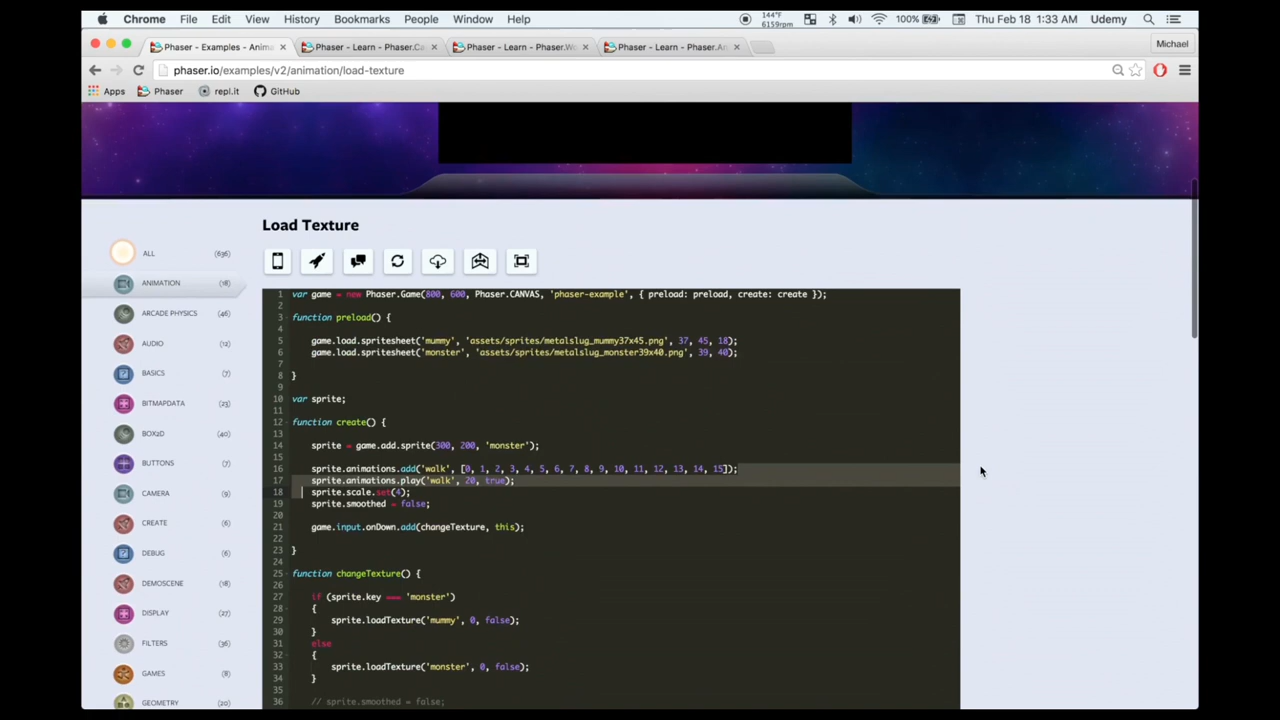 Chrome File Edit View History Bookmarks People Window Help 144°F 6159rpm 100% Thu Feb 18 1:33 AM Udemy
Phaser - Examples - Anima Phaser - Learn - Phaser.Ca Phaser - Learn - Phaser.Wo Phaser - Learn - Phaser.An Michael
phaser.io/examples/v2/animation/load-texture
Apps Phaser repl.it GitHub
Load Texture
ALL (636)
ANIMATION (18)
ARCADE PHYSICS (46)
AUDIO (12)
BASICS (7)
BITMAPDATA (23)
BOX2D (40)
BUTTONS (7)
CAMERA (9)
CREATE (6)
DEBUG (6)
DEMOSCENE (18)
DISPLAY (27)
FILTERS (36)
GAMES (8)
GEOMETRY (20)
1 var game = new Phaser.Game(800, 600, Phaser.CANVAS, 'phaser-example', { preload: preload, create: create });
2
3 function preload() {
4
5 game.load.spritesheet('mummy', 'assets/sprites/metalslug_mummy37x45.png', 37, 45, 18);
6 game.load.spritesheet('monster', 'assets/sprites/metalslug_monster39x40.png', 39, 40);
7
8 }
9
10 var sprite;
11
12 function create() {
13
14 sprite = game.add.sprite(300, 200, 'monster');
15
16 sprite.animations.add('walk', [0, 1, 2, 3, 4, 5, 6, 7, 8, 9, 10, 11, 12, 13, 14, 15]);
17 sprite.animations.play('walk', 20, true);
18 sprite.scale.set(4);
19 sprite.smoothed = false;
20
21 game.input.onDown.add(changeTexture, this);
22
23 }
24
25 function changeTexture() {
26
27 if (sprite.key === 'monster')
28 {
29 sprite.loadTexture('mummy', 0, false);
30 }
31 else
32 {
33 sprite.loadTexture('monster', 0, false);
34 }
35
36 // sprite.smoothed = false;